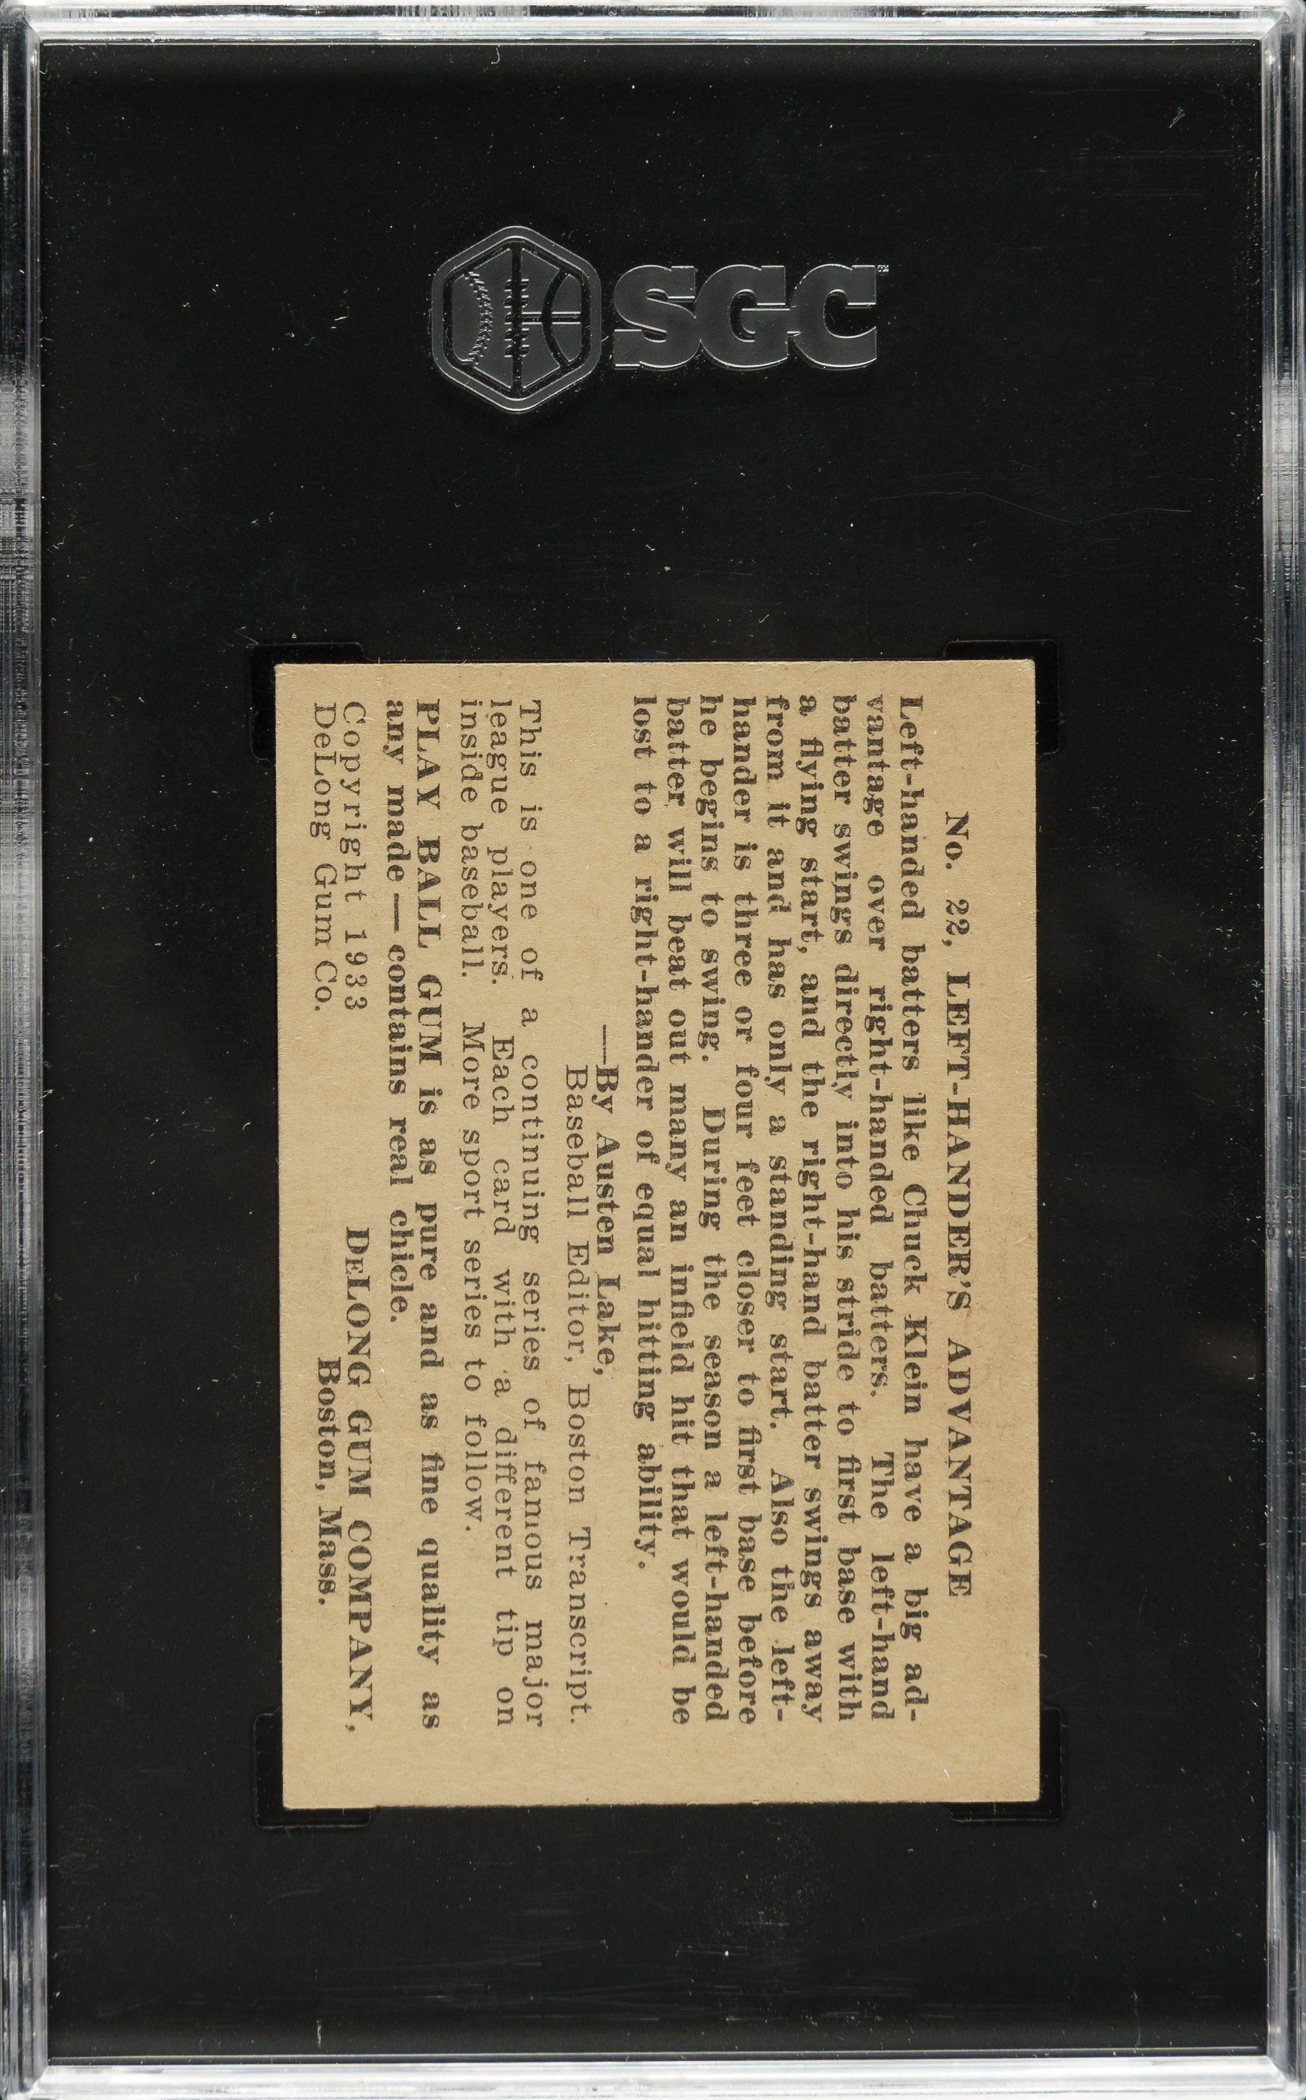 SGC
No. 22, LEFT-HANDER'S ADVANTAGE
Left-handed batters like Chuck Klein have a big ad-
vantage over right-handed batters. The left-hand
batter swings directly into his stride to first base with
a flying start, and the right-hand batter swings away
from it and has only a standing start. Also the left-
hander is three or four feet closer to first base before
he begins to swing. During the season a left-handed
batter will beat out many an infield hit that would be
lost to a right-hander of equal hitting ability.
—By Austen Lake,
Baseball Editor, Boston Transcript.
This is one of a continuing series of famous major
league players. Each card with a different tip on
inside baseball. More sport series to follow.
PLAY BALL GUM is as pure and as fine quality as
any made — contains real chicle.
Copyright 1933 DELONG GUM COMPANY,
DeLong Gum Co. Boston, Mass.